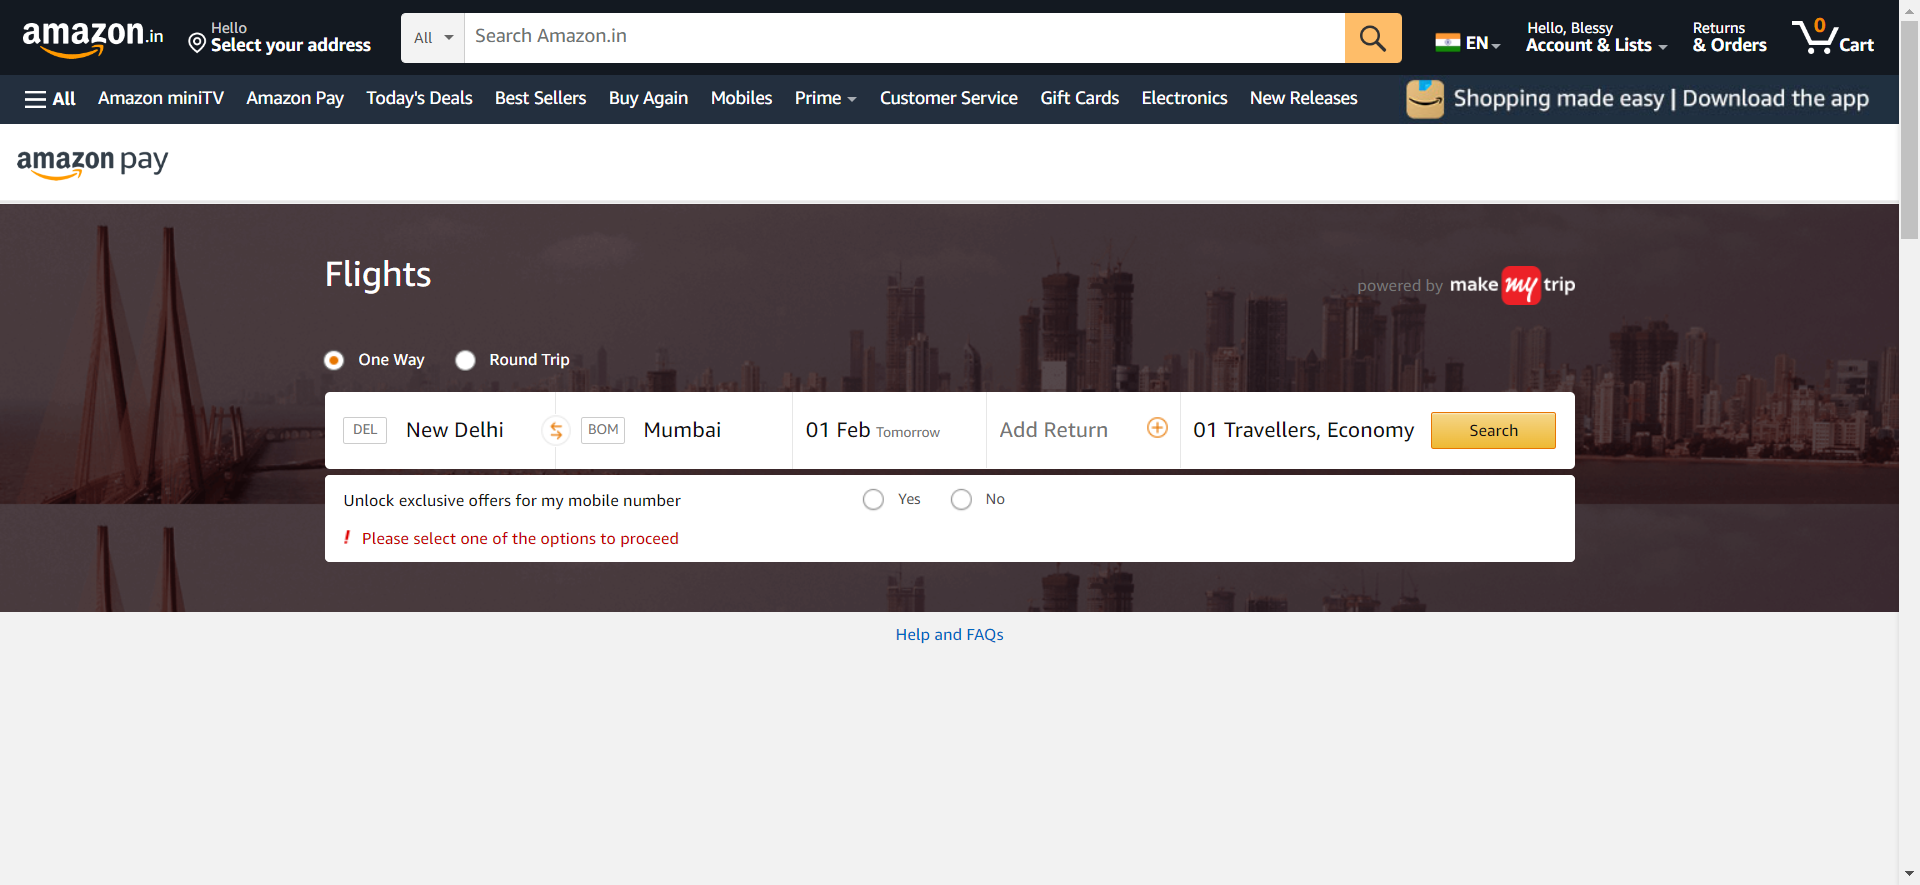 amazon.in
Hello
Select your address
All
Search Amazon.in
EN
Hello, Blessy
Account & Lists
Returns
& Orders
0
Cart
All
Amazon miniTV
Amazon Pay
Today's Deals
Best Sellers
Buy Again
Mobiles
Prime
Customer Service
Gift Cards
Electronics
New Releases
Shopping made easy | Download the app
amazon pay
Flights
powered by make my trip
One Way
Round Trip
DEL New Delhi
BOM Mumbai
01 Feb Tomorrow
Add Return
01 Travellers, Economy
Search
Unlock exclusive offers for my mobile number
Yes
No
! Please select one of the options to proceed
Help and FAQs